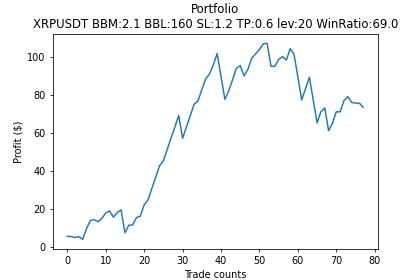 Portfolio
XRPUSDT BBM:2.1 BBL:160 SL:1.2 TP:0.6 lev:20 WinRatio:69.0
Profit ($)
100
80
60
40
20
0
0 10 20 30 40 50 60 70 80
Trade counts